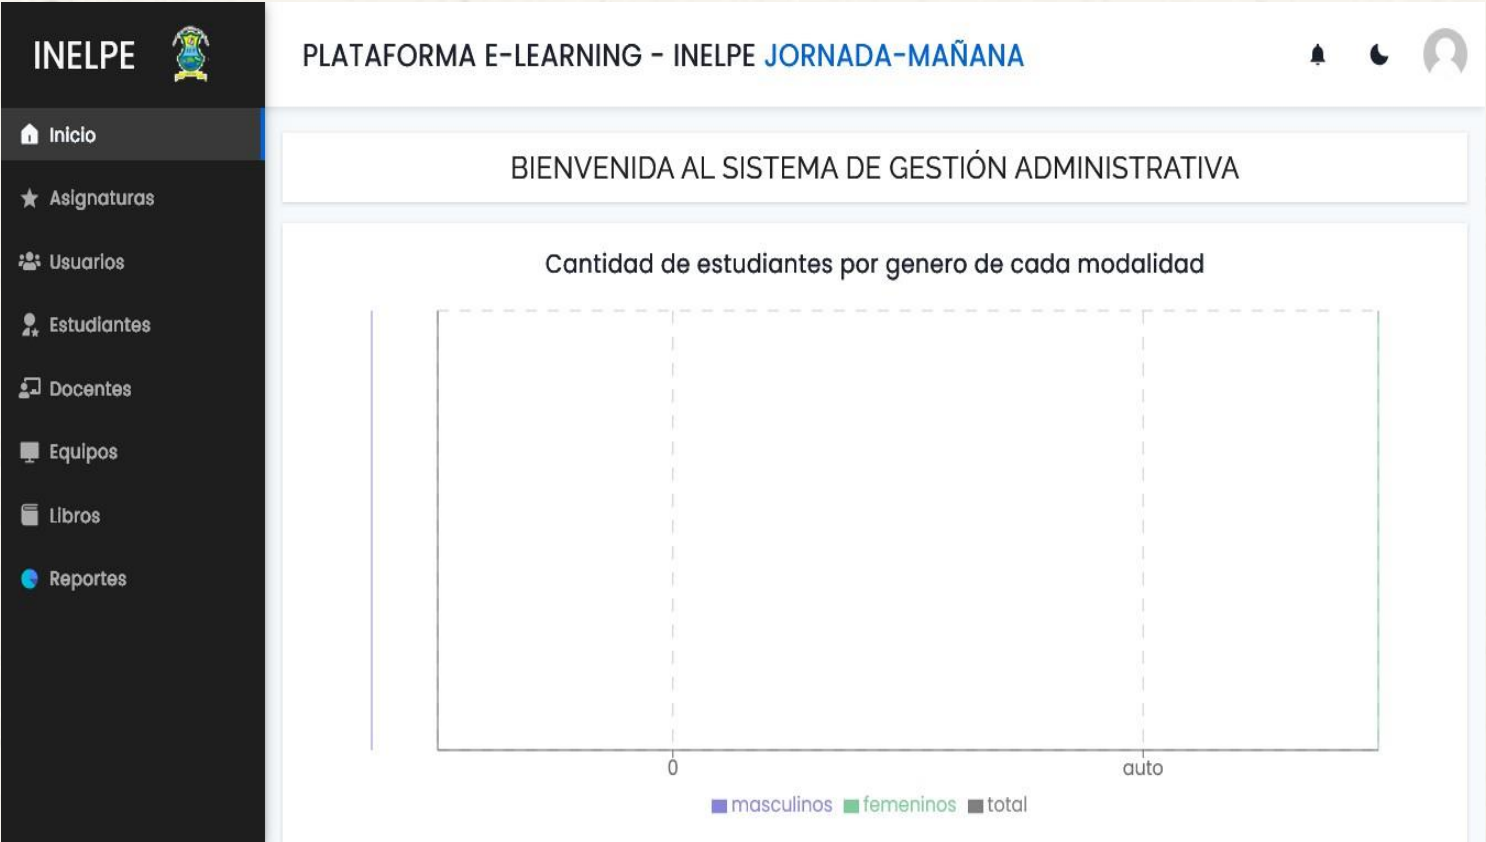 INELPE
PLATAFORMA E-LEARNING - INELPE JORNADA-MAÑANA
Inicio
Asignaturas
Usuarios
Estudiantes
Docentes
Equipos
Libros
Reportes
BIENVENIDA AL SISTEMA DE GESTIÓN ADMINISTRATIVA
Cantidad de estudiantes por genero de cada modalidad
0 auto
masculinos femeninos total